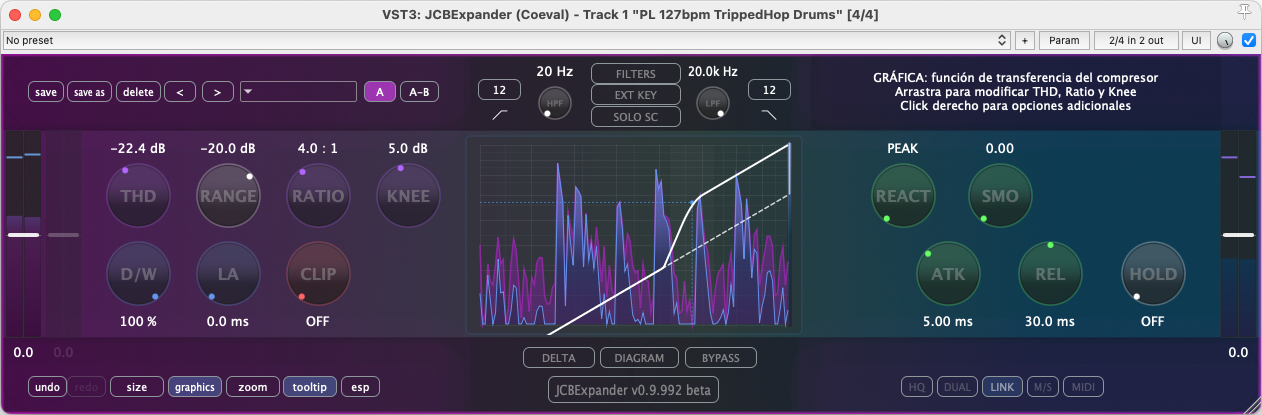 VST3: JCBExpander (Coeval) - Track 1 "PL 127bpm TrippedHop Drums" [4/4]
No preset
+
Param
2/4 in 2 out
UI
save
save as
delete
<
>
A
A-B
12
20 Hz
HPF
FILTERS
EXT KEY
SOLO SC
20.0k Hz
LPF
12
GRÁFICA: función de transferencia del compresor
Arrastra para modificar THD, Ratio y Knee
Click derecho para opciones adicionales
-22.4 dB
-20.0 dB
4.0 : 1
5.0 dB
THD
RANGE
RATIO
KNEE
D/W
LA
CLIP
100 %
0.0 ms
OFF
PEAK
0.00
REACT
SMO
ATK
REL
HOLD
5.00 ms
30.0 ms
OFF
0.0
0.0
0.0
DELTA
DIAGRAM
BYPASS
undo
redo
size
graphics
zoom
tooltip
esp
JCBExpander v0.9.992 beta
HQ
DUAL
LINK
M/S
MIDI